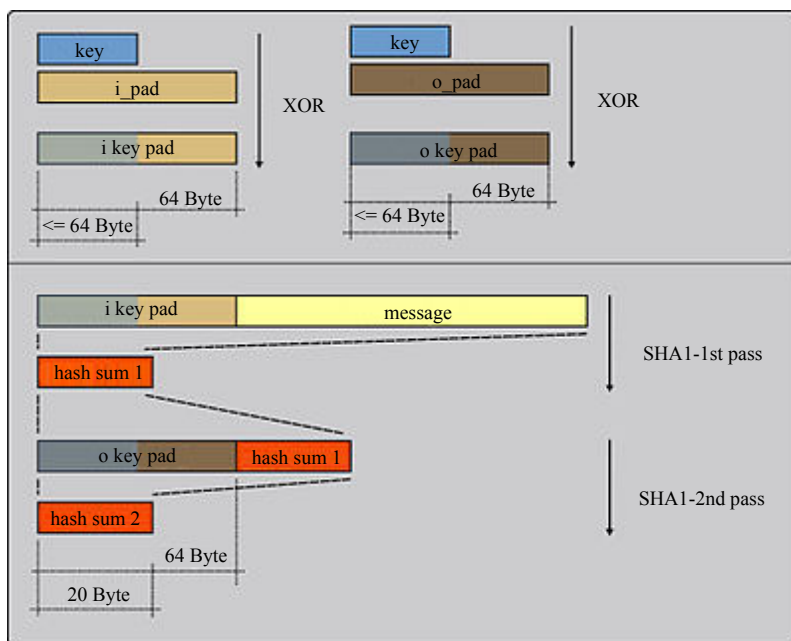 key
i_pad
XOR
i key pad
64 Byte
<= 64 Byte
key
o_pad
XOR
o key pad
64 Byte
<= 64 Byte
i key pad
message
SHA1-1st pass
hash sum 1
o key pad
hash sum 1
SHA1-2nd pass
hash sum 2
64 Byte
20 Byte